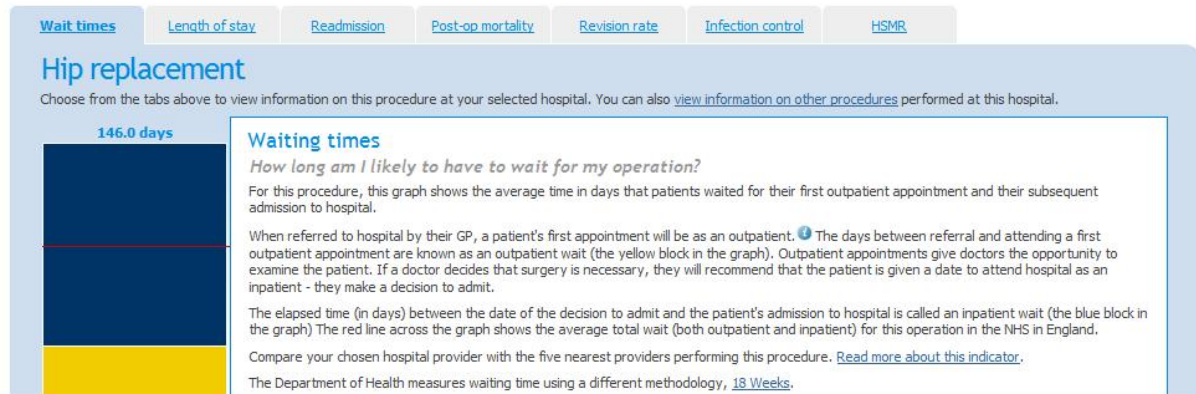 Wait times
Length of stay
Readmission
Post-op mortality
Revision rate
Infection control
HSMR
Hip replacement
Choose from the tabs above to view information on this procedure at your selected hospital. You can also view information on other procedures performed at this hospital.
146.0 days
Waiting times
How long am I likely to have to wait for my operation?
For this procedure, this graph shows the average time in days that patients waited for their first outpatient appointment and their subsequent
admission to hospital.
When referred to hospital by their GP, a patient's first appointment will be as an outpatient. The days between referral and attending a first
outpatient appointment are known as an outpatient wait (the yellow block in the graph). Outpatient appointments give doctors the opportunity to
examine the patient. If a doctor decides that surgery is necessary, they will recommend that the patient is given a date to attend hospital as an
inpatient - they make a decision to admit.
The elapsed time (in days) between the date of the decision to admit and the patient's admission to hospital is called an inpatient wait (the blue block in
the graph) The red line across the graph shows the average total wait (both outpatient and inpatient) for this operation in the NHS in England.
Compare your chosen hospital provider with the five nearest providers performing this procedure. Read more about this indicator.
The Department of Health measures waiting time using a different methodology, 18 Weeks.